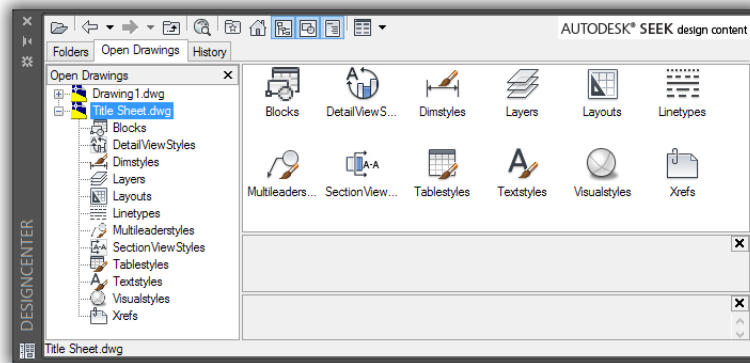 AUTODESK® SEEK design content
Folders
Open Drawings
History
Open Drawings
Drawing1.dwg
Title Sheet.dwg
Blocks
DetailViewStyles
Dimstyles
Layers
Layouts
Linetypes
Multileaderstyles
SectionViewStyles
Tablestyles
Textstyles
Visualstyles
Xrefs
Blocks
DetailViewS...
Dimstyles
Layers
Layouts
Linetypes
Multileaders...
SectionView...
Tablestyles
Textstyles
Visualstyles
Xrefs
DESIGNCENTER
Title Sheet.dwg